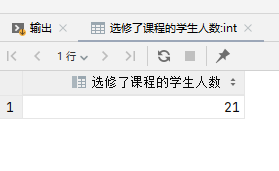 输出 选修了课程的学生人数:int
1 行
选修了课程的学生人数
1 21